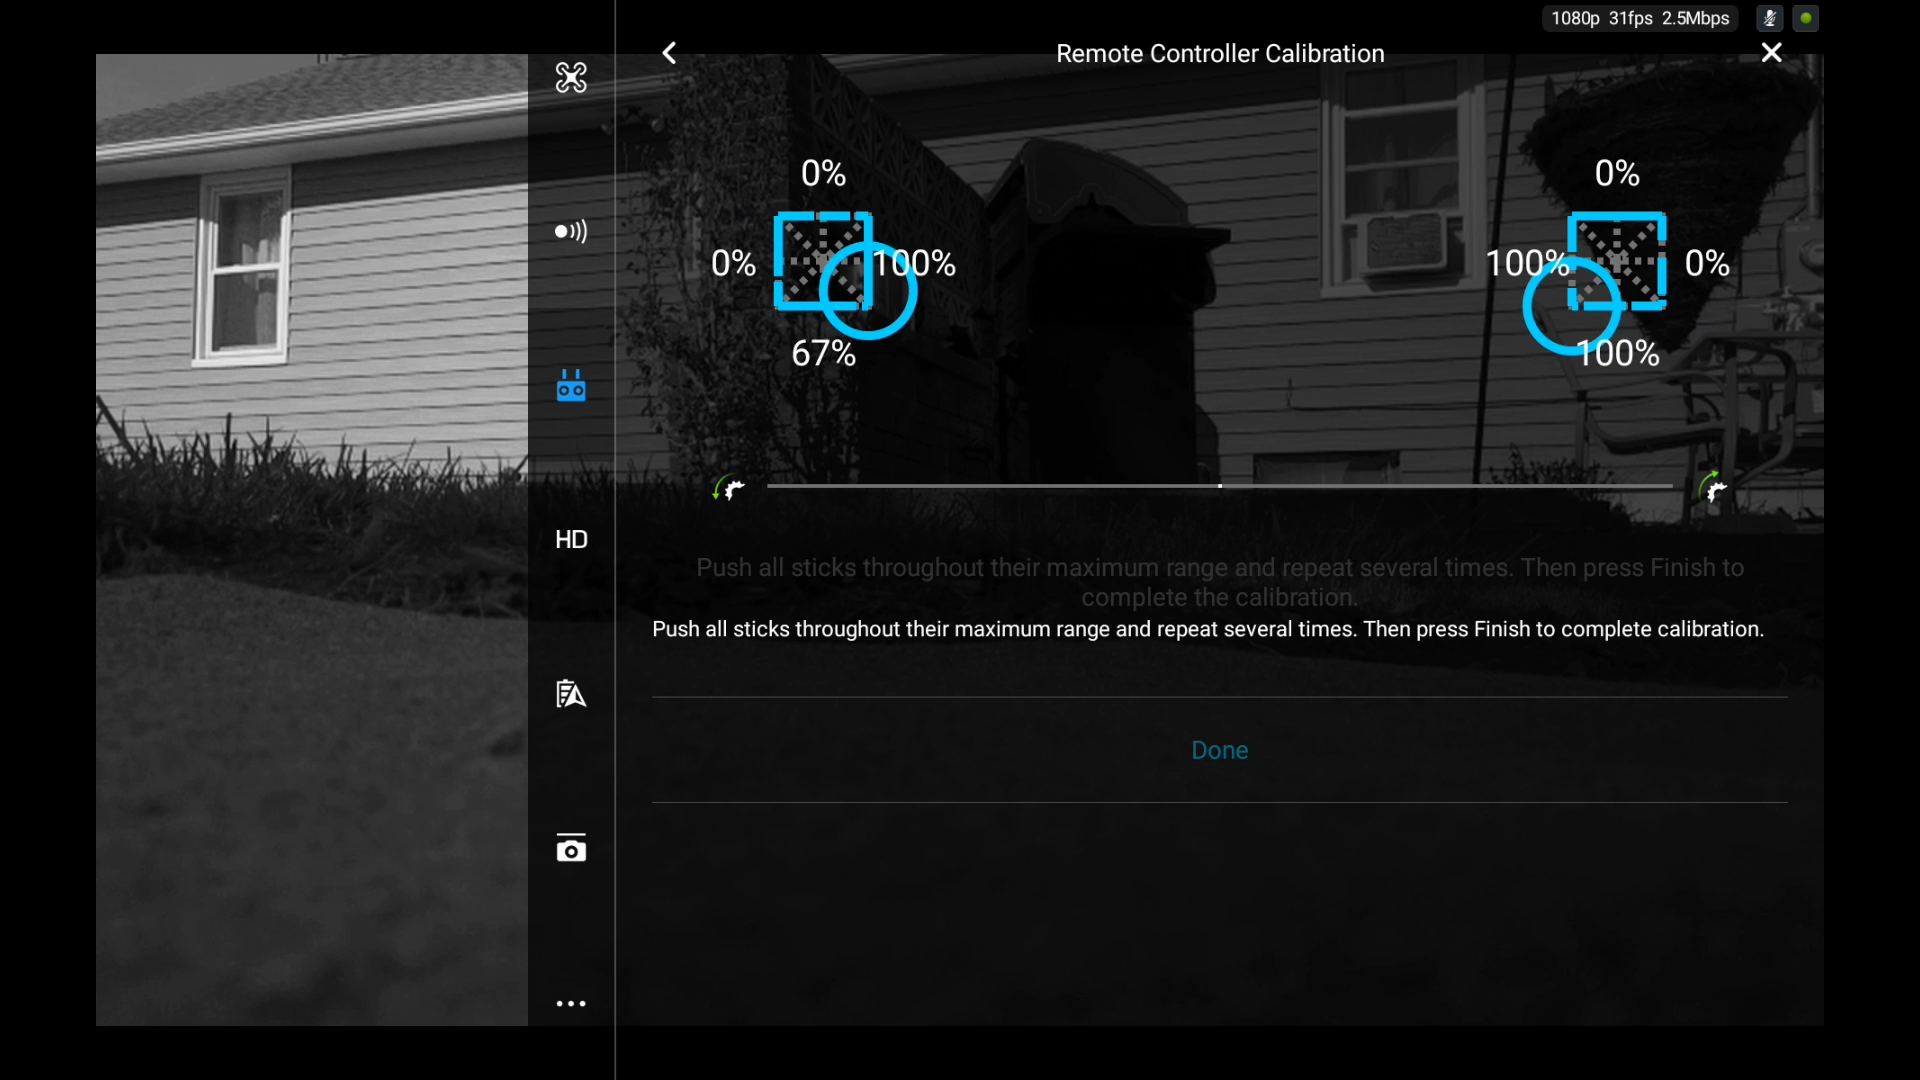 1080p 31fps 2.5Mbps
Remote Controller Calibration
0%
0%
0%
100%
100%
0%
67%
100%
HD
Push all sticks throughout their maximum range and repeat several times. Then press Finish to
complete the calibration.
Push all sticks throughout their maximum range and repeat several times. Then press Finish to complete calibration.
Done